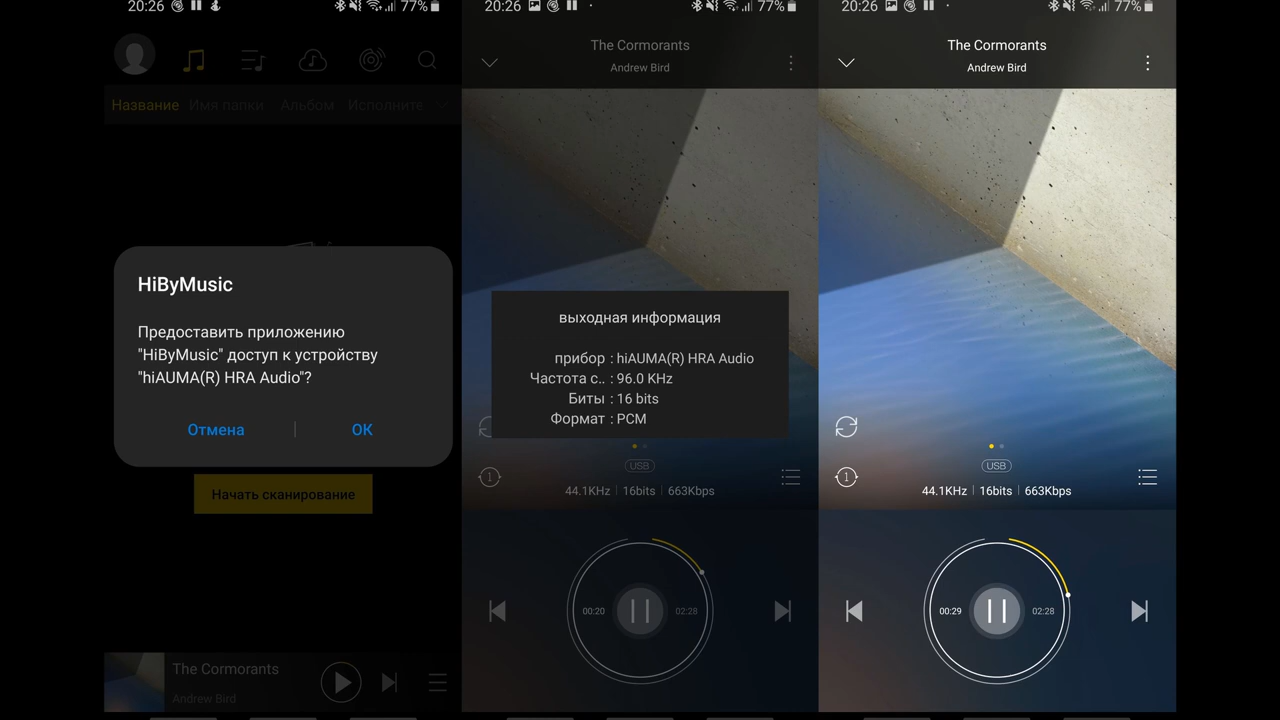 20:26
77%
Название Имя папки Альбом Исполните
HiByMusic
Предоставить приложению
"HiByMusic" доступ к устройству
"hiAUMA(R) HRA Audio"?
Отмена
ОК
Начать сканирование
The Cormorants
Andrew Bird
20:26
77%
The Cormorants
Andrew Bird
выходная информация
прибор : hiAUMA(R) HRA Audio
Частота с.. : 96.0 KHz
Биты : 16 bits
Формат : PCM
USB
1
44.1KHz | 16bits | 663Kbps
00:20
02:28
20:26
77%
The Cormorants
Andrew Bird
USB
1
44.1KHz | 16bits | 663Kbps
00:29
02:28